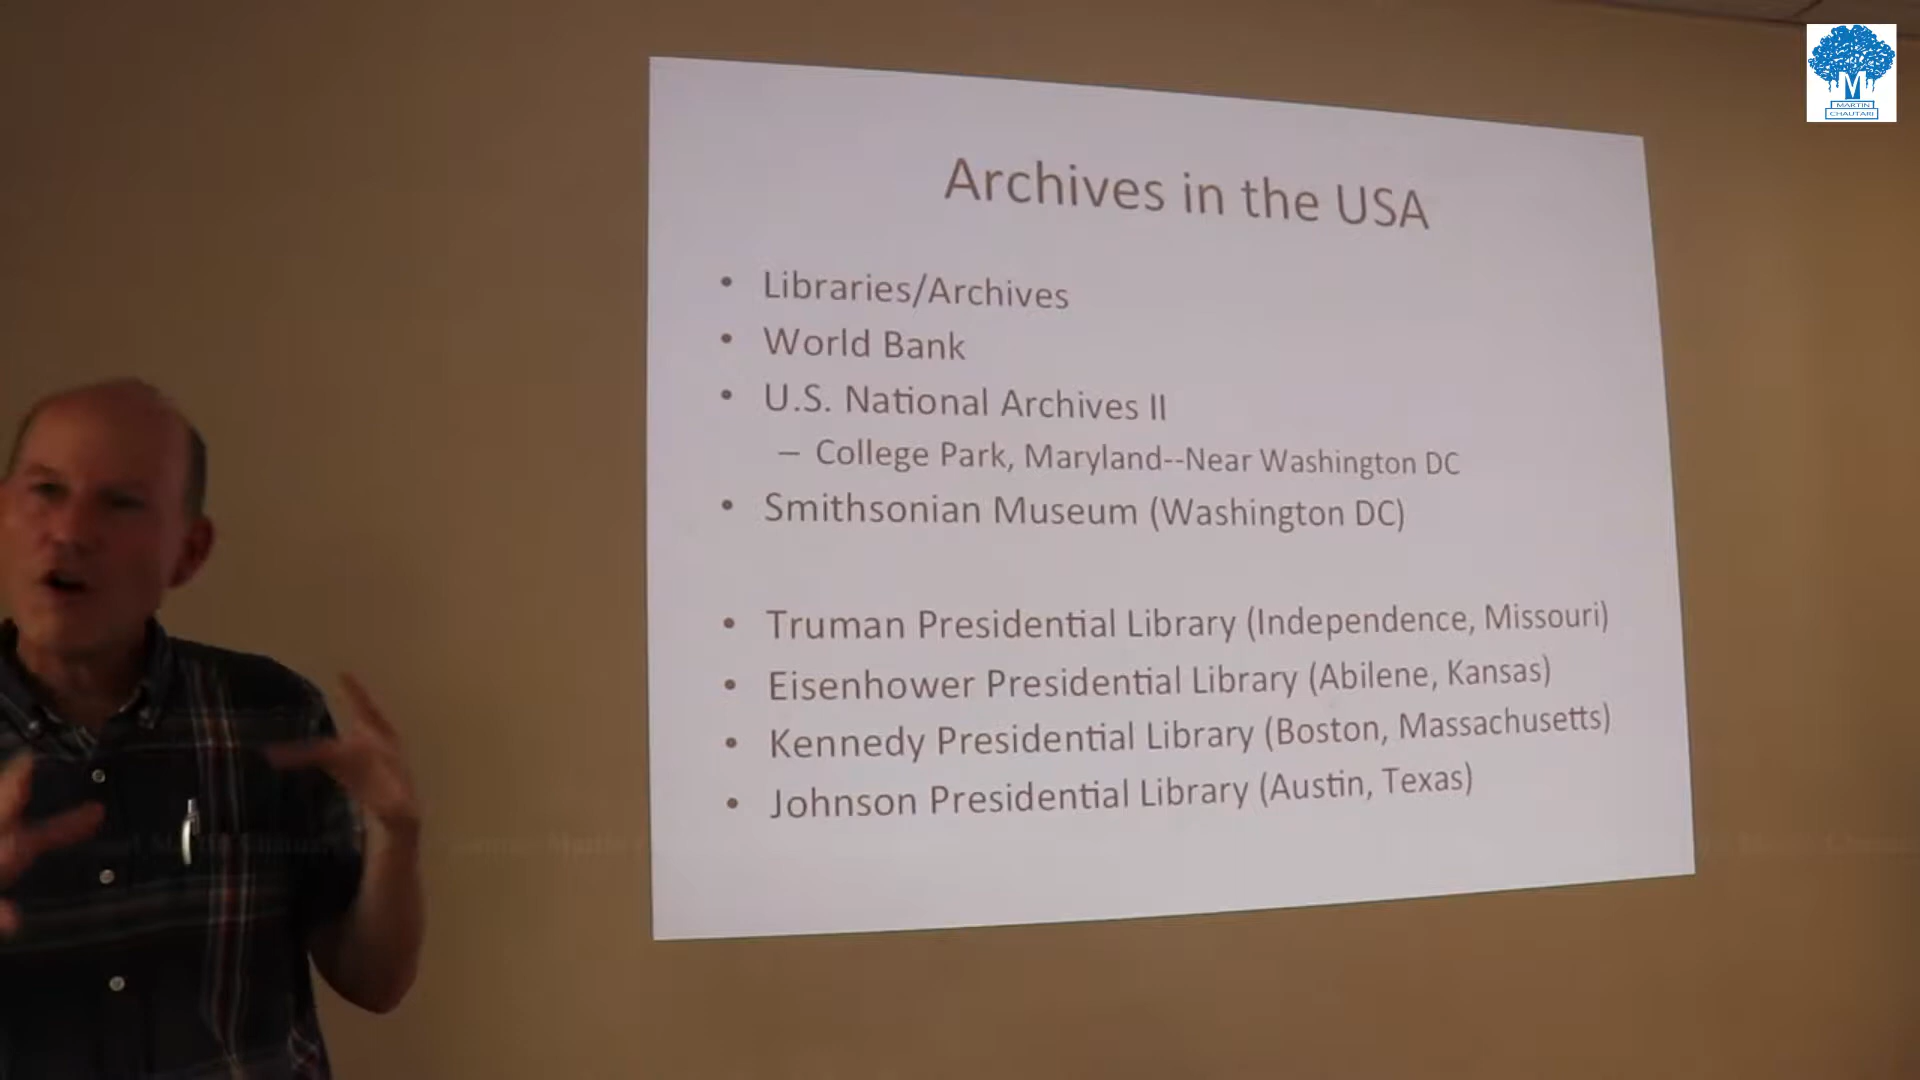 M
MARTIN
CHAUTARI
Archives in the USA
• Libraries/Archives
• World Bank
• U.S. National Archives II
– College Park, Maryland--Near Washington DC
• Smithsonian Museum (Washington DC)
• Truman Presidential Library (Independence, Missouri)
• Eisenhower Presidential Library (Abilene, Kansas)
• Kennedy Presidential Library (Boston, Massachusetts)
• Johnson Presidential Library (Austin, Texas)